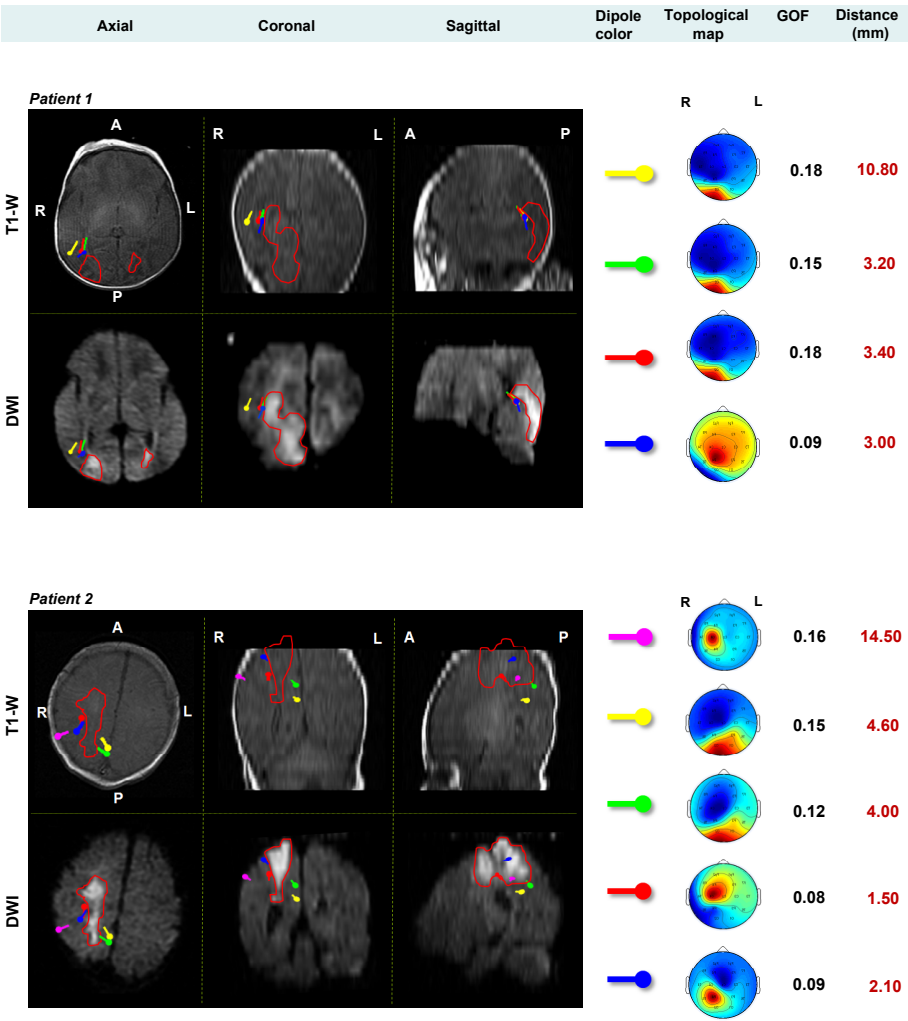 Axial Coronal Sagittal Dipole color Topological map GOF Distance (mm)
Patient 1
R L
T1-W
A R L P
R L
A P
0.18 10.80
0.15 3.20
DWI
0.18 3.40
0.09 3.00
Patient 2
R L
T1-W
A R L P
R L
A P
0.16 14.50
0.15 4.60
0.12 4.00
DWI
0.08 1.50
0.09 2.10